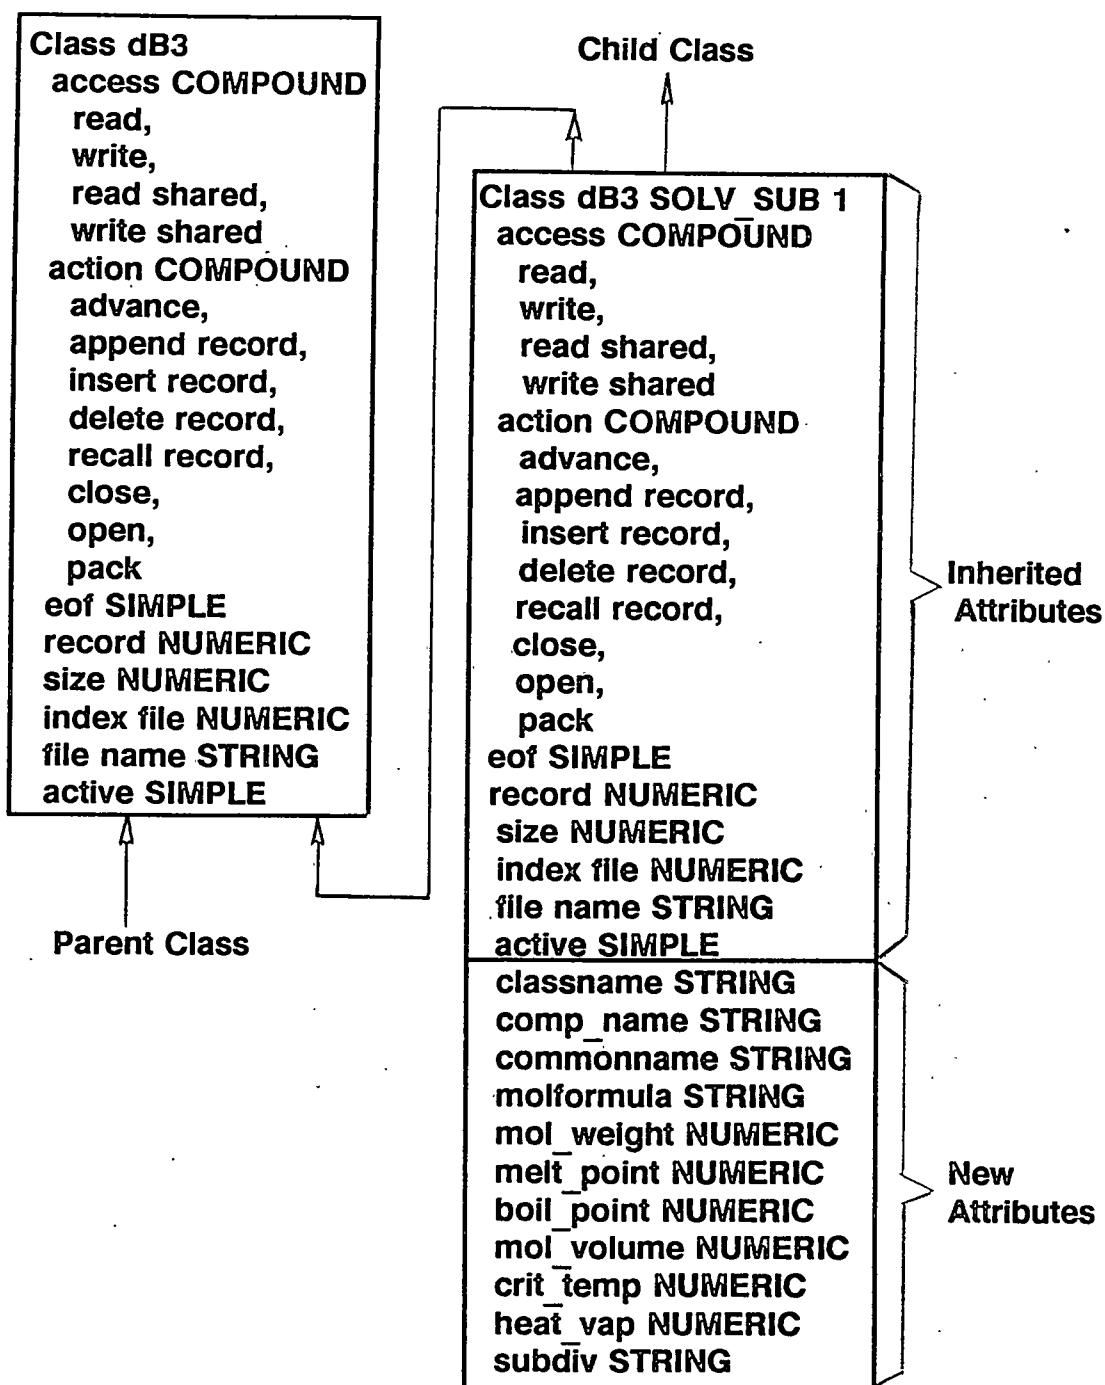 Class dB3
access COMPOUND
read,
write,
read shared,
write shared
action COMPOUND
advance,
append record,
insert record,
delete record,
recall record,
close,
open,
pack
eof SIMPLE
record NUMERIC
size NUMERIC
index file NUMERIC
file name STRING
active SIMPLE
Parent Class
Child Class
Class dB3 SOLV_SUB 1
access COMPOUND
read,
write,
read shared,
write shared
action COMPOUND
advance,
append record,
insert record,
delete record,
recall record,
close,
open,
pack
eof SIMPLE
record NUMERIC
size NUMERIC
index file NUMERIC
file name STRING
active SIMPLE
Inherited
Attributes
classname STRING
comp_name STRING
commonname STRING
molformula STRING
mol_weight NUMERIC
melt_point NUMERIC
boil_point NUMERIC
mol_volume NUMERIC
crit_temp NUMERIC
heat_vap NUMERIC
subdiv STRING
New
Attributes